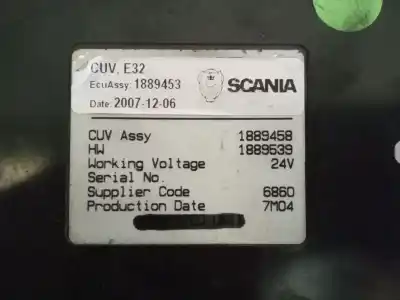 CUV, E32
EcuAssy: 1889453
SCANIA
Date: 2007-12-06
CUV Assy 1889458
HW 1889539
Working Voltage 24V
Serial No.
Supplier Code 6860
Production Date 7M04